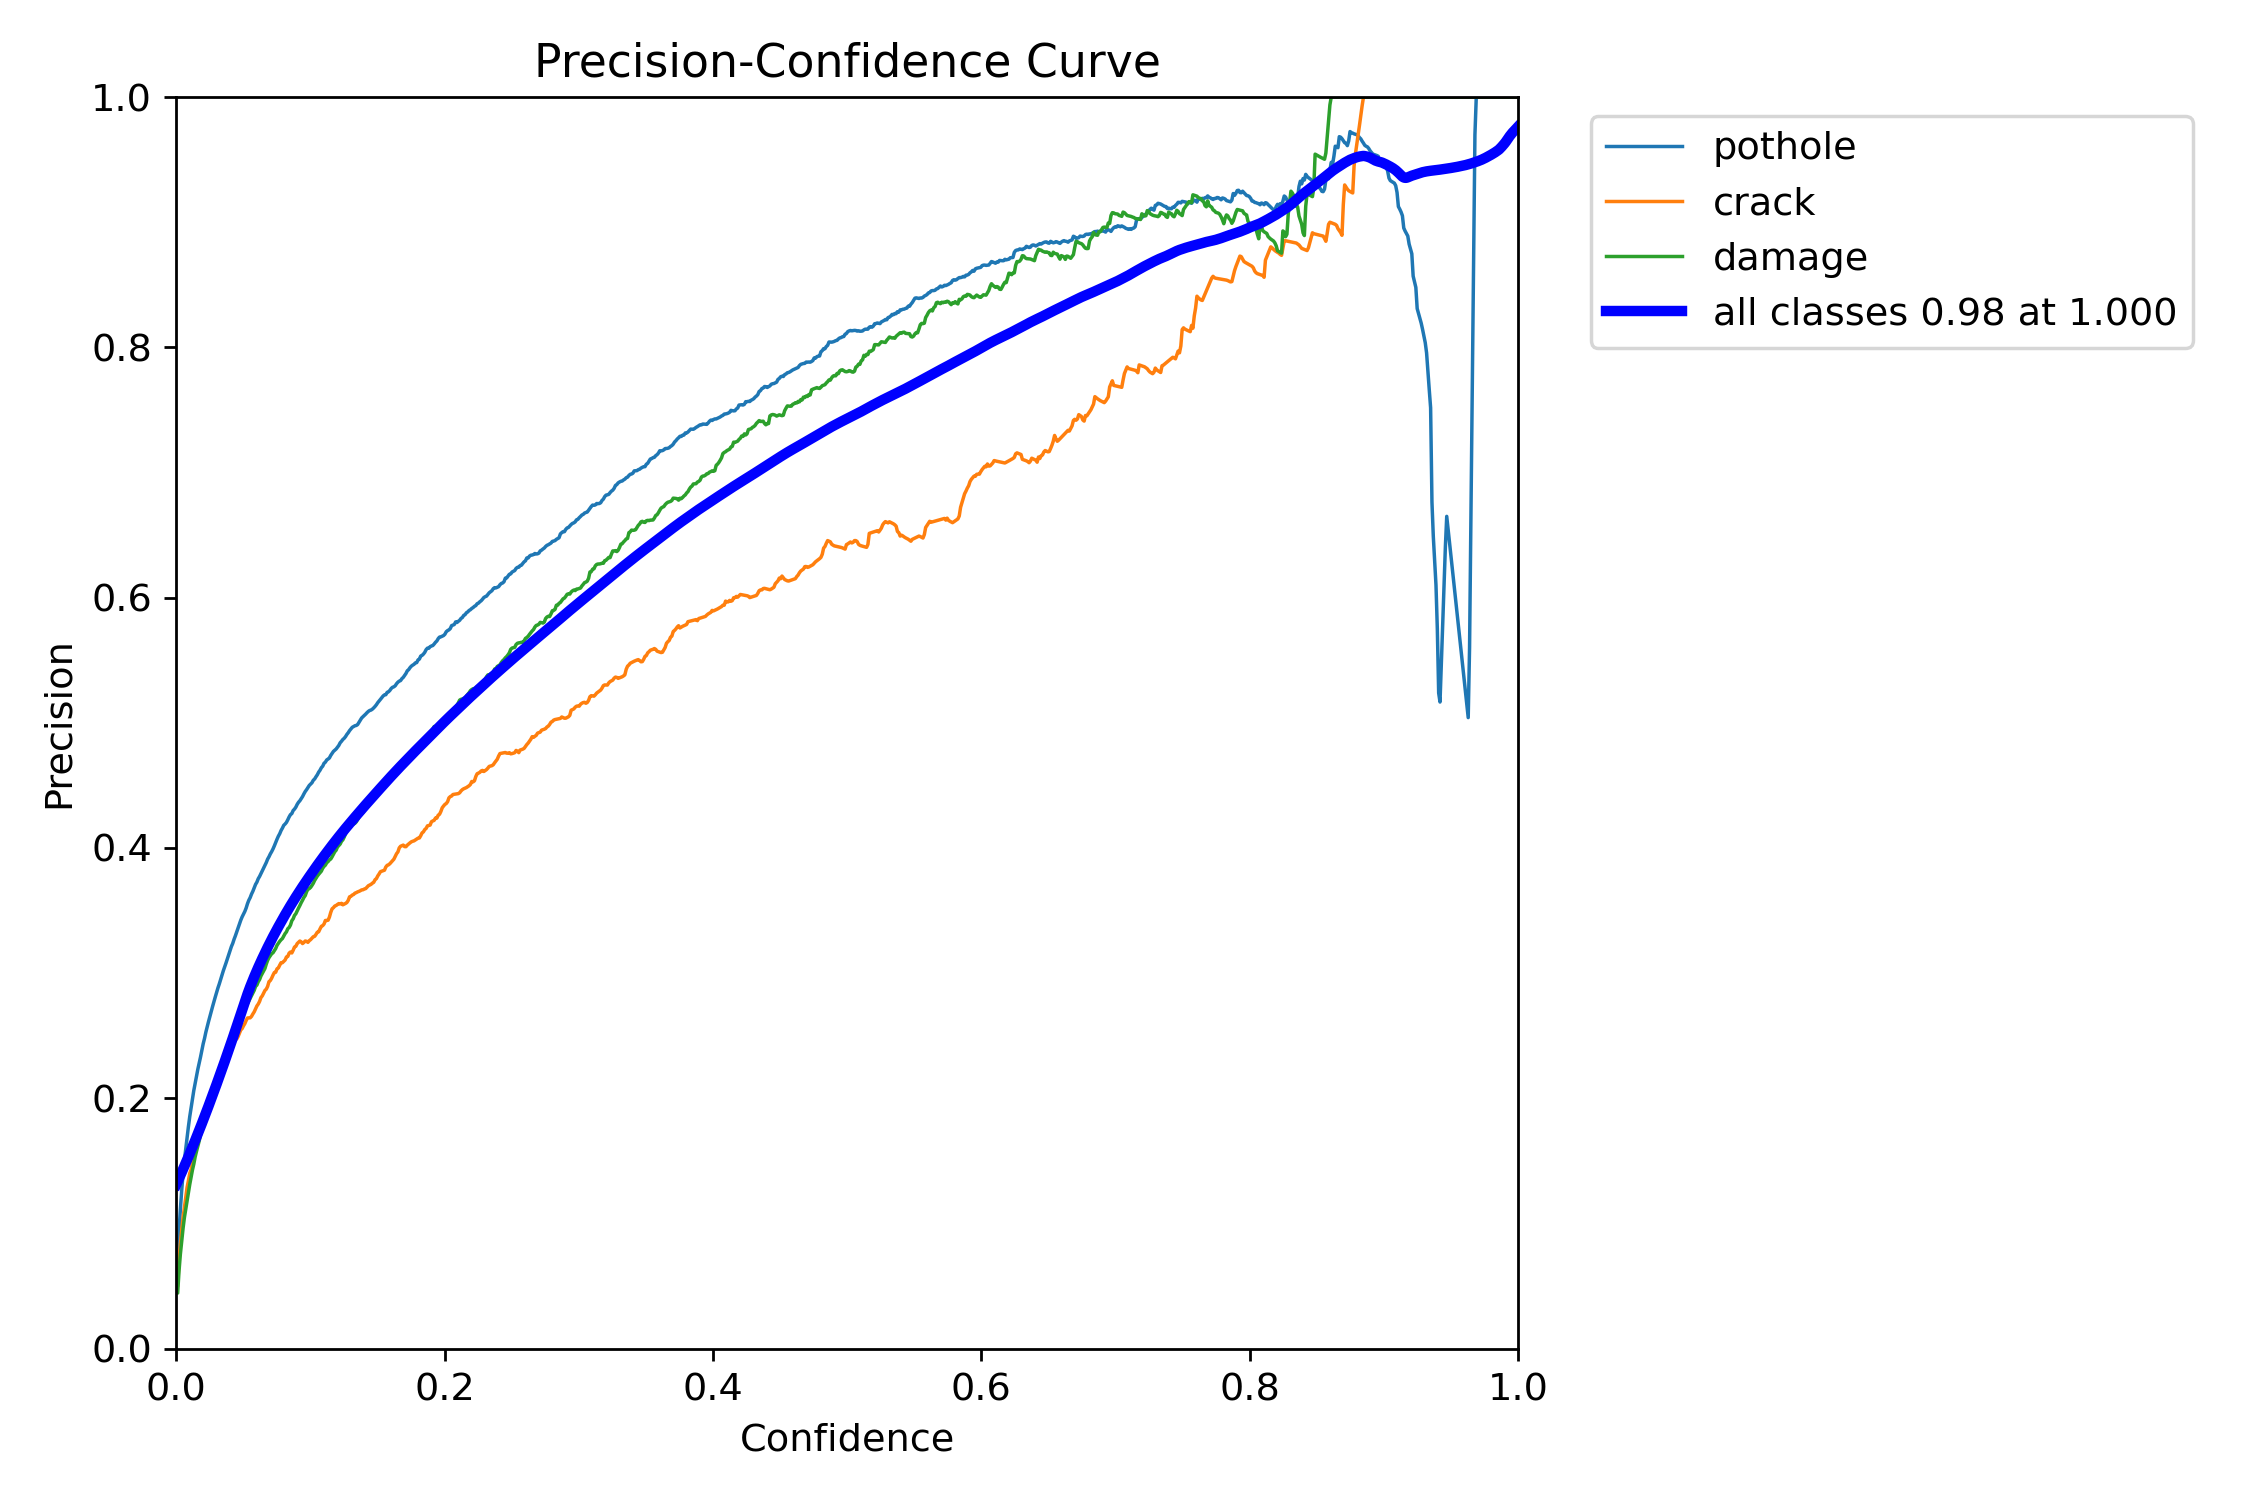 Precision-Confidence Curve
1.0
0.8
0.6
0.4
0.2
0.0
Precision
0.0 0.2 0.4 0.6 0.8 1.0
Confidence
pothole
crack
damage
all classes 0.98 at 1.000